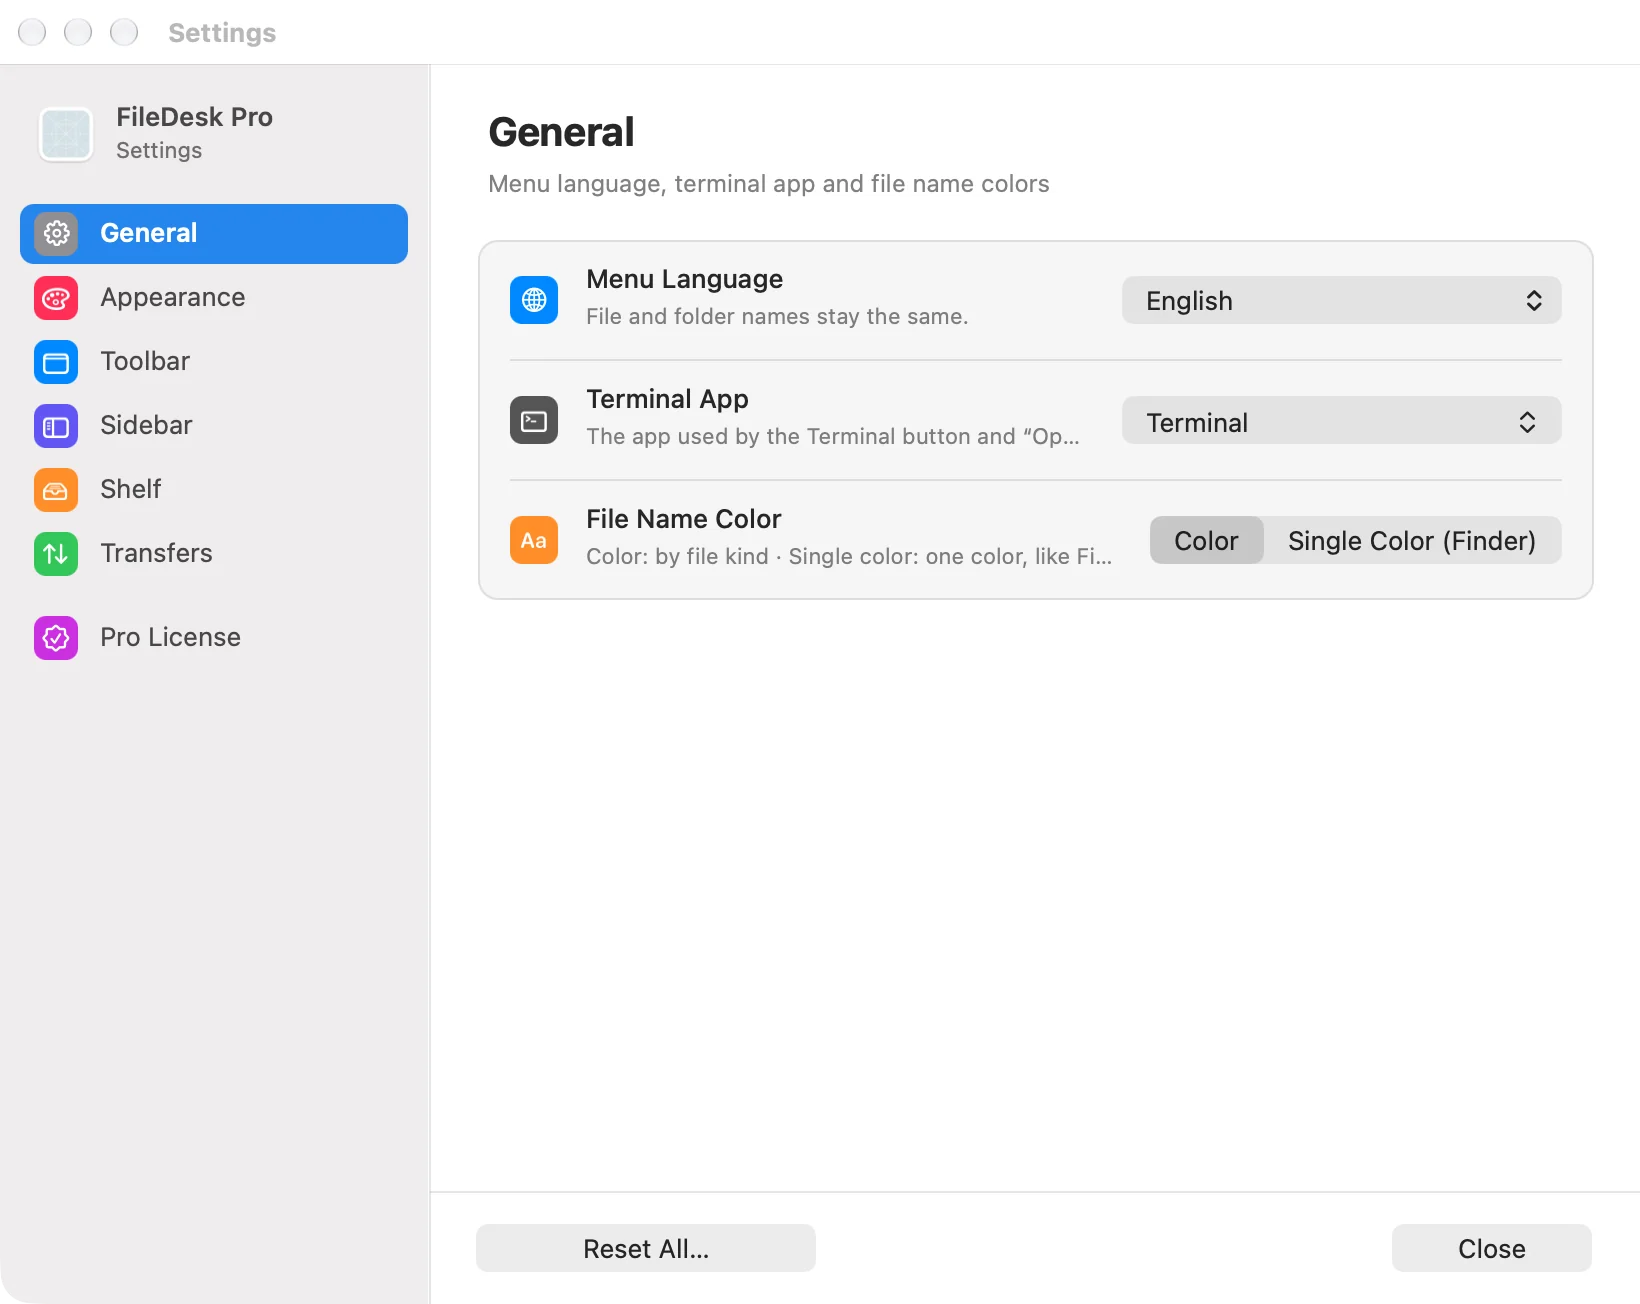 Settings
FileDesk Pro
Settings
General
Appearance
Toolbar
Sidebar
Shelf
Transfers
Pro License
General
Menu language, terminal app and file name colors
Menu Language
File and folder names stay the same.
English
Terminal App
The app used by the Terminal button and “Op...
Terminal
Aa
File Name Color
Color: by file kind · Single color: one color, like Fi...
Color
Single Color (Finder)
Reset All...
Close